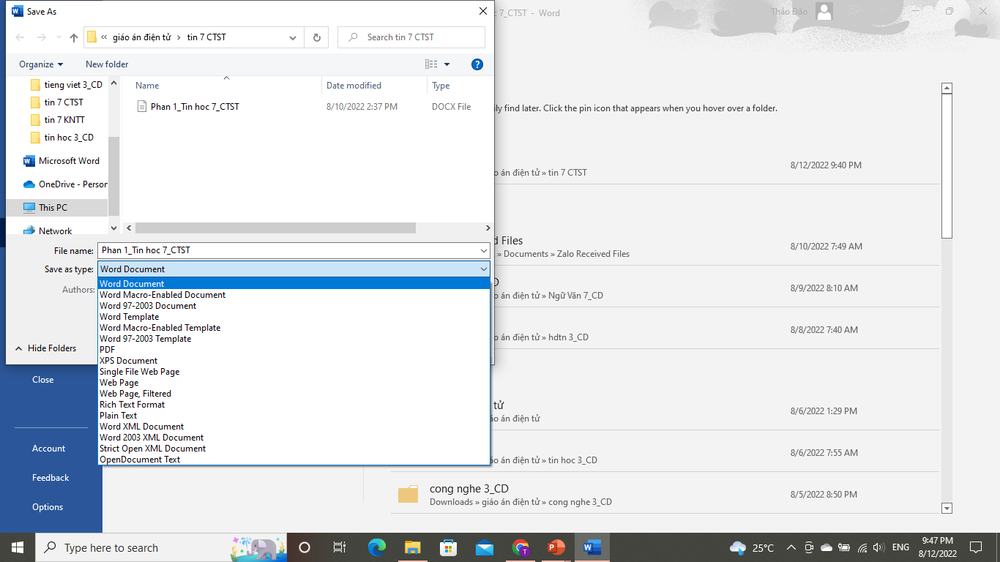 Save As
7_CTST - Word
Thảo Đào
« giáo án điện tử › tin 7 CTST
Search tin 7 CTST
Organize
New folder
tieng viet 3_CD
tin 7 CTST
tin 7 KNTT
tin hoc 3_CD
Microsoft Word
OneDrive - Person
This PC
Network
Name
Date modified
Type
Phan 1_Tin hoc 7_CTST
8/10/2022 2:37 PM
DOCX File
File name:
Phan 1_Tin hoc 7_CTST
Save as type:
Word Document
Authors:
Word Document
Word Macro-Enabled Document
Word 97-2003 Document
Word Template
Word Macro-Enabled Template
Word 97-2003 Template
PDF
XPS Document
Single File Web Page
Web Page
Web Page, Filtered
Rich Text Format
Plain Text
Word XML Document
Word 2003 XML Document
Strict Open XML Document
OpenDocument Text
Hide Folders
Close
Account
Feedback
Options
ily find later. Click the pin icon that appears when you hover over a folder.
o án điện tử » tin 7 CTST
8/12/2022 9:40 PM
d Files
» Documents » Zalo Received Files
8/10/2022 7:49 AM
D
o án điện tử » Ngữ Văn 7_CD
8/9/2022 8:10 AM
o án điện tử » hdtn 3_CD
8/8/2022 7:40 AM
tử
áo án điện tử
8/6/2022 1:29 PM
áo án điện tử » tin hoc 3_CD
8/6/2022 7:55 AM
cong nghe 3_CD
Downloads » giáo án điện tử » cong nghe 3_CD
8/5/2022 8:50 PM
Type here to search
25°C
ENG
9:47 PM
8/12/2022